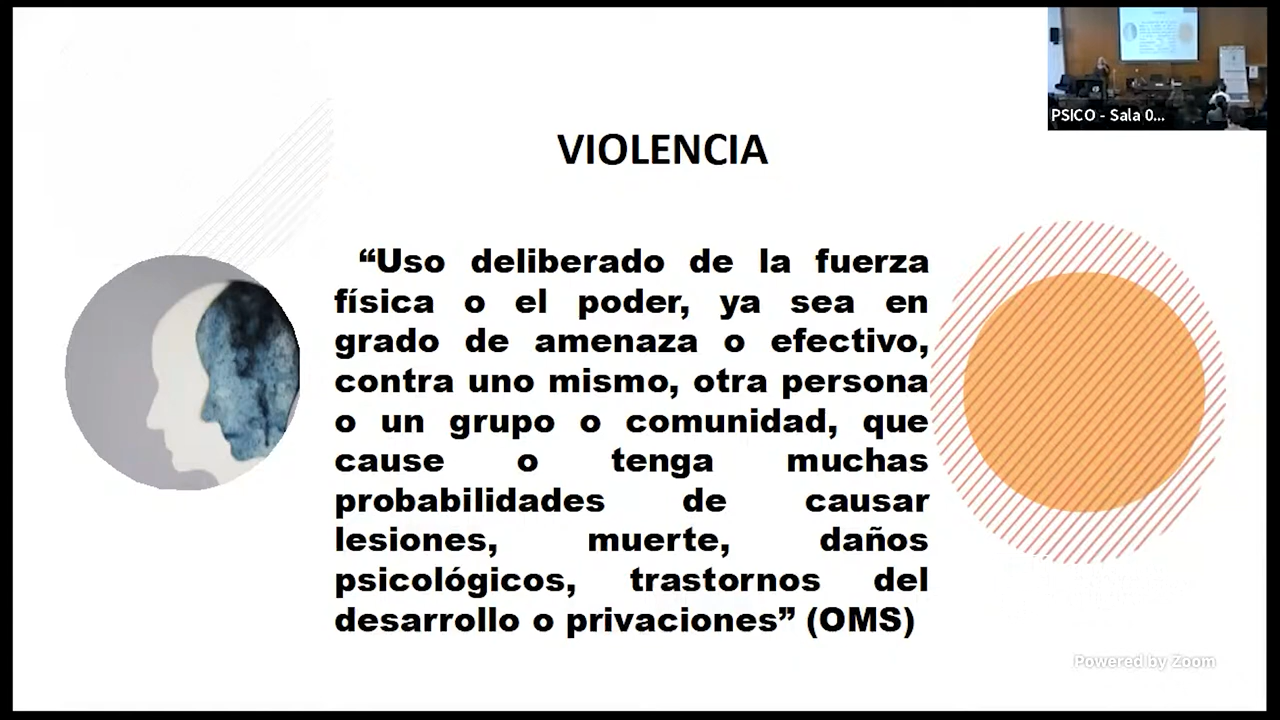 PSICO - Sala 0...
VIOLENCIA
“Uso deliberado de la fuerza
física o el poder, ya sea en
grado de amenaza o efectivo,
contra uno mismo, otra persona
o un grupo o comunidad, que
cause o tenga muchas
probabilidades de causar
lesiones, muerte, daños
psicológicos, trastornos del
desarrollo o privaciones” (OMS)
Powered by Zoom